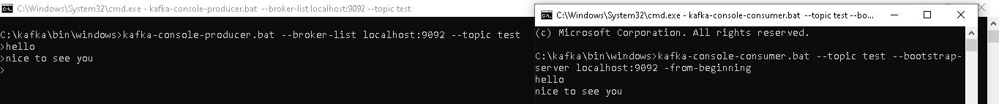 C:\Windows\System32\cmd.exe - kafka-console-producer.bat --broker-list localhost:9092 --topic test
C:\kafka\bin\windows>kafka-console-producer.bat --broker-list localhost:9092 --topic test
>hello
>nice to see you
>
C:\Windows\System32\cmd.exe - kafka-console-consumer.bat --topic test --bo...
(c) Microsoft Corporation. All rights reserved.
C:\kafka\bin\windows>kafka-console-consumer.bat --topic test --bootstrap-
server localhost:9092 -from-beginning
hello
nice to see you